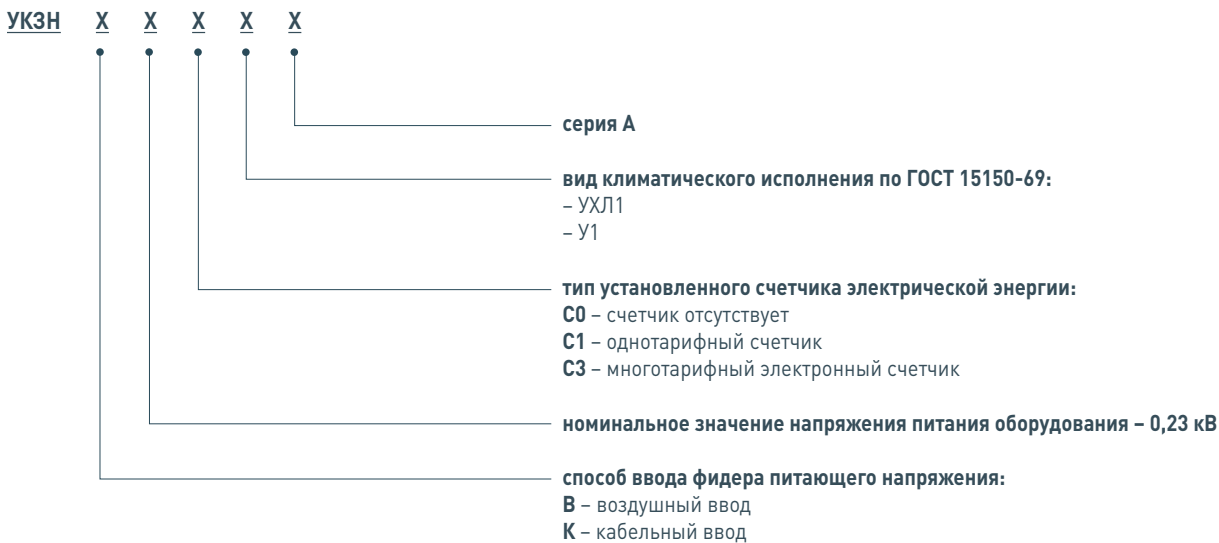 УКЗН Х Х Х Х Х
серия А
вид климатического исполнения по ГОСТ 15150-69:
– УХЛ1
– У1
тип установленного счетчика электрической энергии:
С0 – счетчик отсутствует
С1 – однотарифный счетчик
С3 – многотарифный электронный счетчик
номинальное значение напряжения питания оборудования – 0,23 кВ
способ ввода фидера питающего напряжения:
В – воздушный ввод
К – кабельный ввод